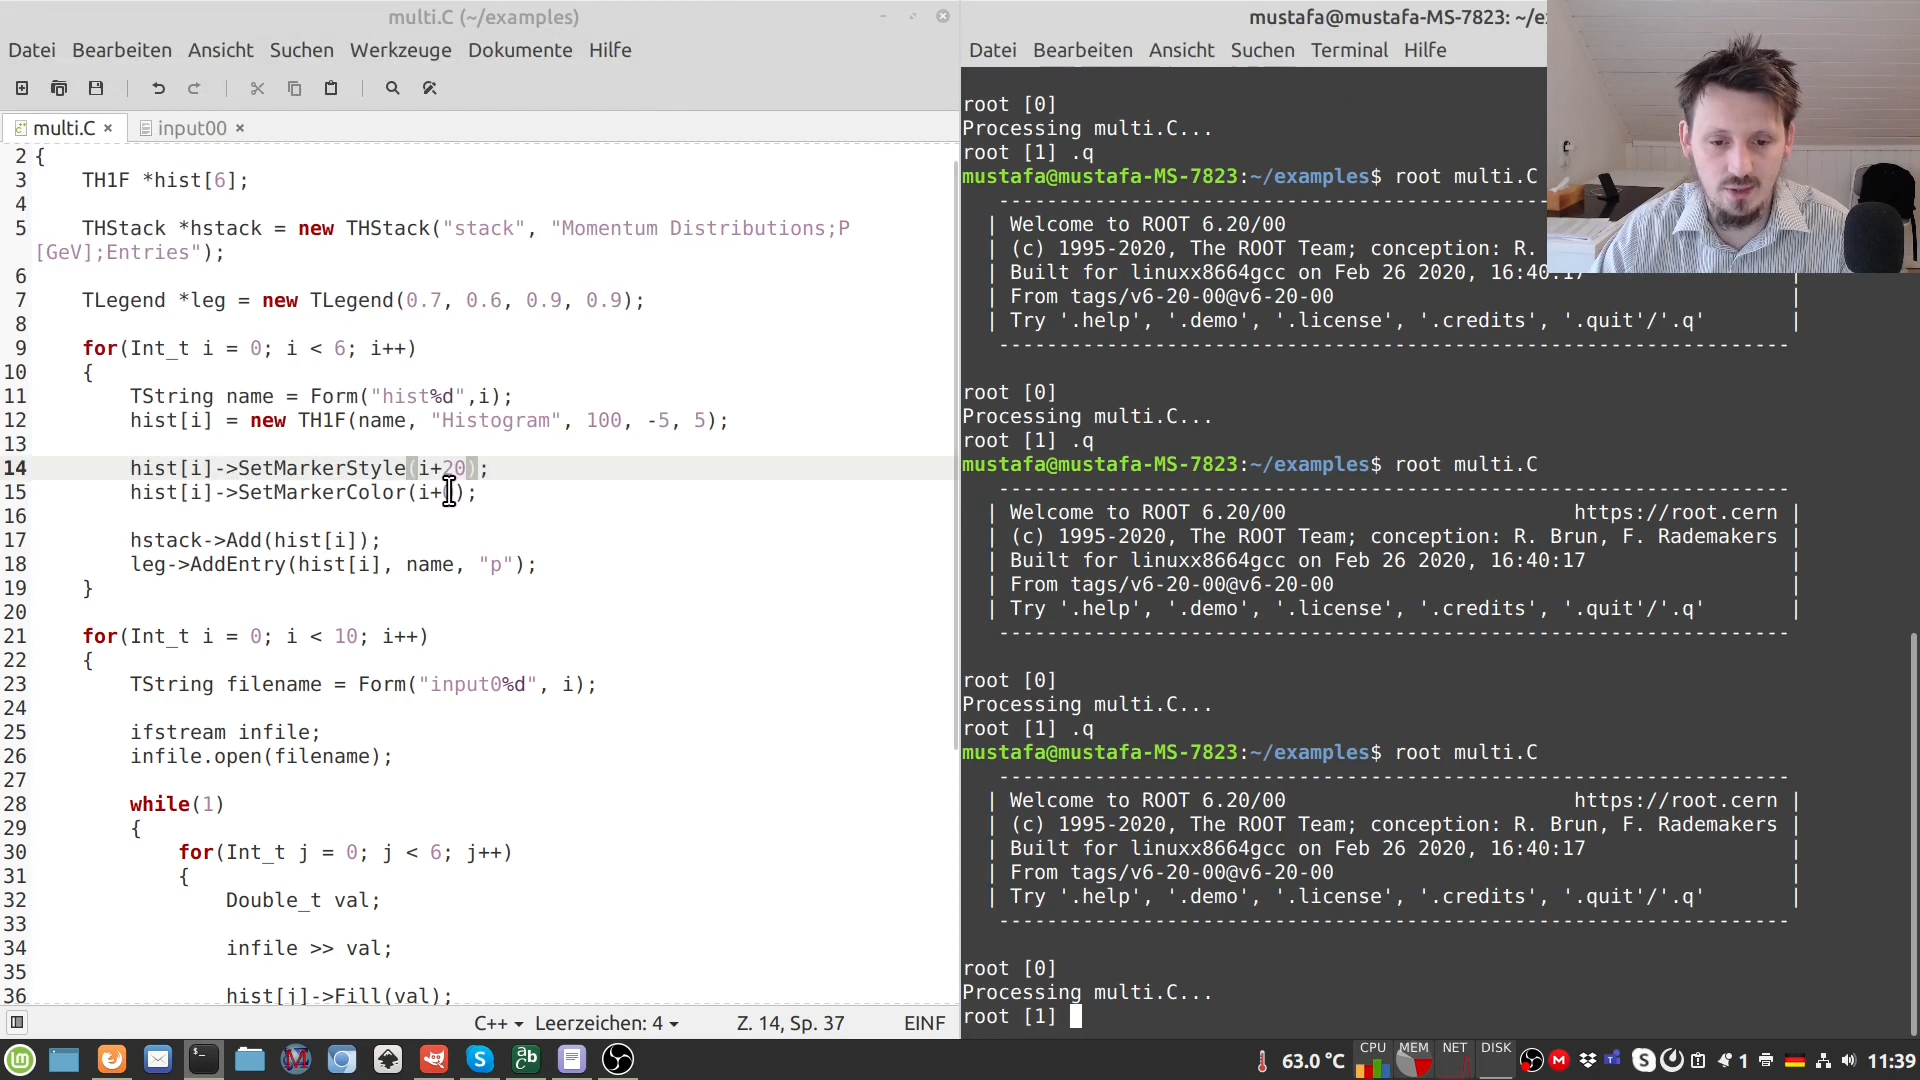 multi.C (~/examples)
Datei Bearbeiten Ansicht Suchen Werkzeuge Dokumente Hilfe
multi.C × input00 ×
2 {
3 TH1F *hist[6];
4
5 THStack *hstack = new THStack("stack", "Momentum Distributions;P
[GeV];Entries");
6
7 TLegend *leg = new TLegend(0.7, 0.6, 0.9, 0.9);
8
9 for(Int_t i = 0; i < 6; i++)
10 {
11 TString name = Form("hist%d",i);
12 hist[i] = new TH1F(name, "Histogram", 100, -5, 5);
13
14 hist[i]->SetMarkerStyle(i+20);
15 hist[i]->SetMarkerColor(i+ );
16
17 hstack->Add(hist[i]);
18 leg->AddEntry(hist[i], name, "p");
19 }
20
21 for(Int_t i = 0; i < 10; i++)
22 {
23 TString filename = Form("input0%d", i);
24
25 ifstream infile;
26 infile.open(filename);
27
28 while(1)
29 {
30 for(Int_t j = 0; j < 6; j++)
31 {
32 Double_t val;
33
34 infile >> val;
35
36 hist[j]->Fill(val);
C++ Leerzeichen: 4 Z. 14, Sp. 37 EINF
mustafa@mustafa-MS-7823: ~/e
Datei Bearbeiten Ansicht Suchen Terminal Hilfe
root [0]
Processing multi.C...
root [1] .q
mustafa@mustafa-MS-7823:~/examples$ root multi.C
------------------------------------------------------------------
| Welcome to ROOT 6.20/00
| (c) 1995-2020, The ROOT Team; conception: R.
| Built for linuxx8664gcc on Feb 26 2020, 16:40:17
| From tags/v6-20-00@v6-20-00 |
| Try '.help', '.demo', '.license', '.credits', '.quit'/'.q' |
------------------------------------------------------------------
root [0]
Processing multi.C...
root [1] .q
mustafa@mustafa-MS-7823:~/examples$ root multi.C
------------------------------------------------------------------
| Welcome to ROOT 6.20/00 https://root.cern |
| (c) 1995-2020, The ROOT Team; conception: R. Brun, F. Rademakers |
| Built for linuxx8664gcc on Feb 26 2020, 16:40:17 |
| From tags/v6-20-00@v6-20-00 |
| Try '.help', '.demo', '.license', '.credits', '.quit'/'.q' |
------------------------------------------------------------------
root [0]
Processing multi.C...
root [1] .q
mustafa@mustafa-MS-7823:~/examples$ root multi.C
------------------------------------------------------------------
| Welcome to ROOT 6.20/00 https://root.cern |
| (c) 1995-2020, The ROOT Team; conception: R. Brun, F. Rademakers |
| Built for linuxx8664gcc on Feb 26 2020, 16:40:17 |
| From tags/v6-20-00@v6-20-00 |
| Try '.help', '.demo', '.license', '.credits', '.quit'/'.q' |
------------------------------------------------------------------
root [0]
Processing multi.C...
root [1]
63.0 °C CPU MEM NET DISK 1 11:39